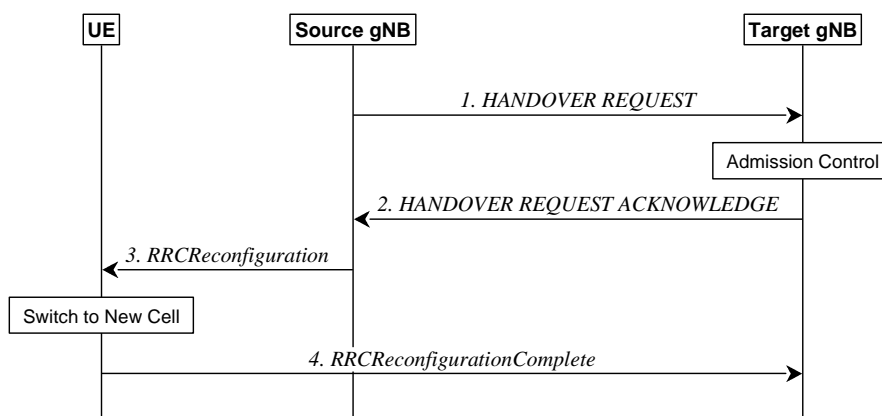 UE Source gNB Target gNB
1. HANDOVER REQUEST
Admission Control
2. HANDOVER REQUEST ACKNOWLEDGE
3. RRCReconfiguration
Switch to New Cell
4. RRCReconfigurationComplete